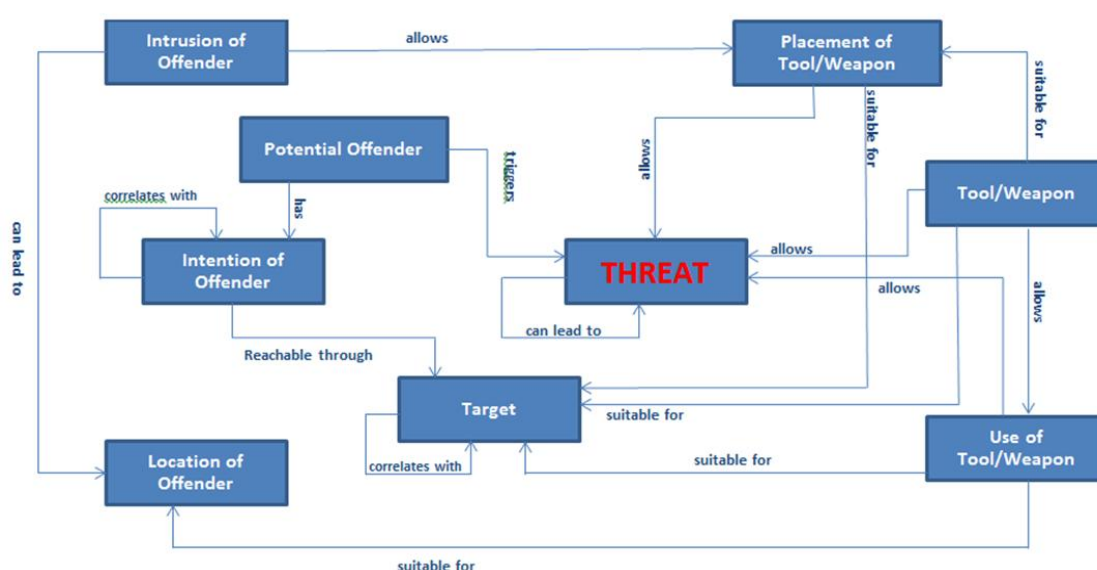 Intrusion of
Offender
allows
Placement of
Tool/Weapon
suitable for
suitable for
Potential Offender
triggers
allows
Tool/Weapon
correlates with
has
can lead to
Intention of
Offender
THREAT
allows
allows
allows
can lead to
Reachable through
Target
suitable for
Use of
Tool/Weapon
correlates with
suitable for
Location of
Offender
suitable for